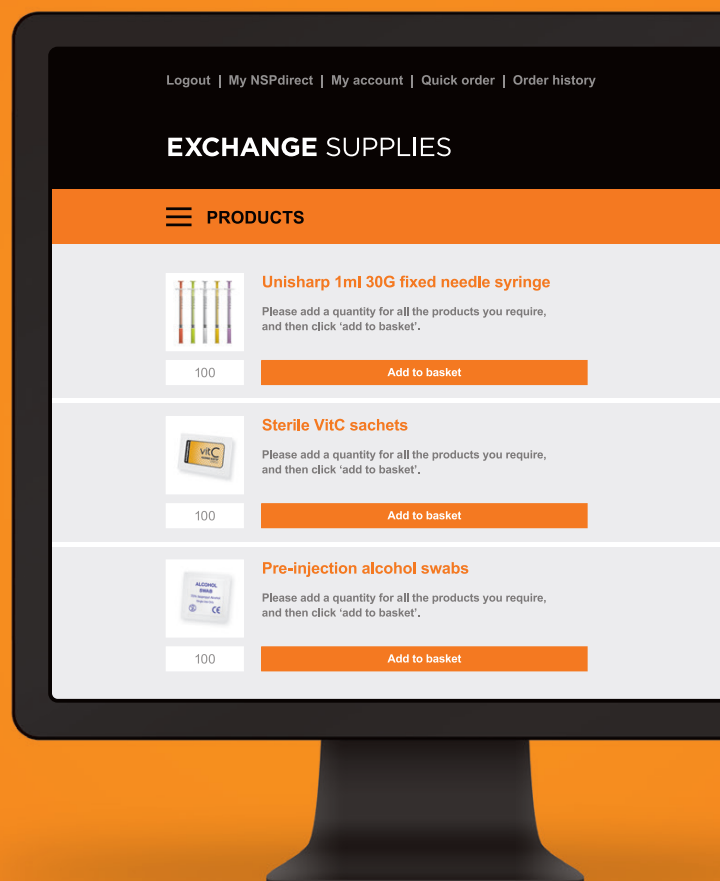 Logout | My NSPdirect | My account | Quick order | Order history
EXCHANGE SUPPLIES
PRODUCTS
Unisharp 1ml 30G fixed needle syringe
Please add a quantity for all the products you require,
and then click ‘add to basket’.
100
Add to basket
Sterile VitC sachets
Please add a quantity for all the products you require,
and then click ‘add to basket’.
vitC
100
Add to basket
Pre-injection alcohol swabs
Please add a quantity for all the products you require,
and then click ‘add to basket’.
ALCOHOL
SWAB
CE
100
Add to basket